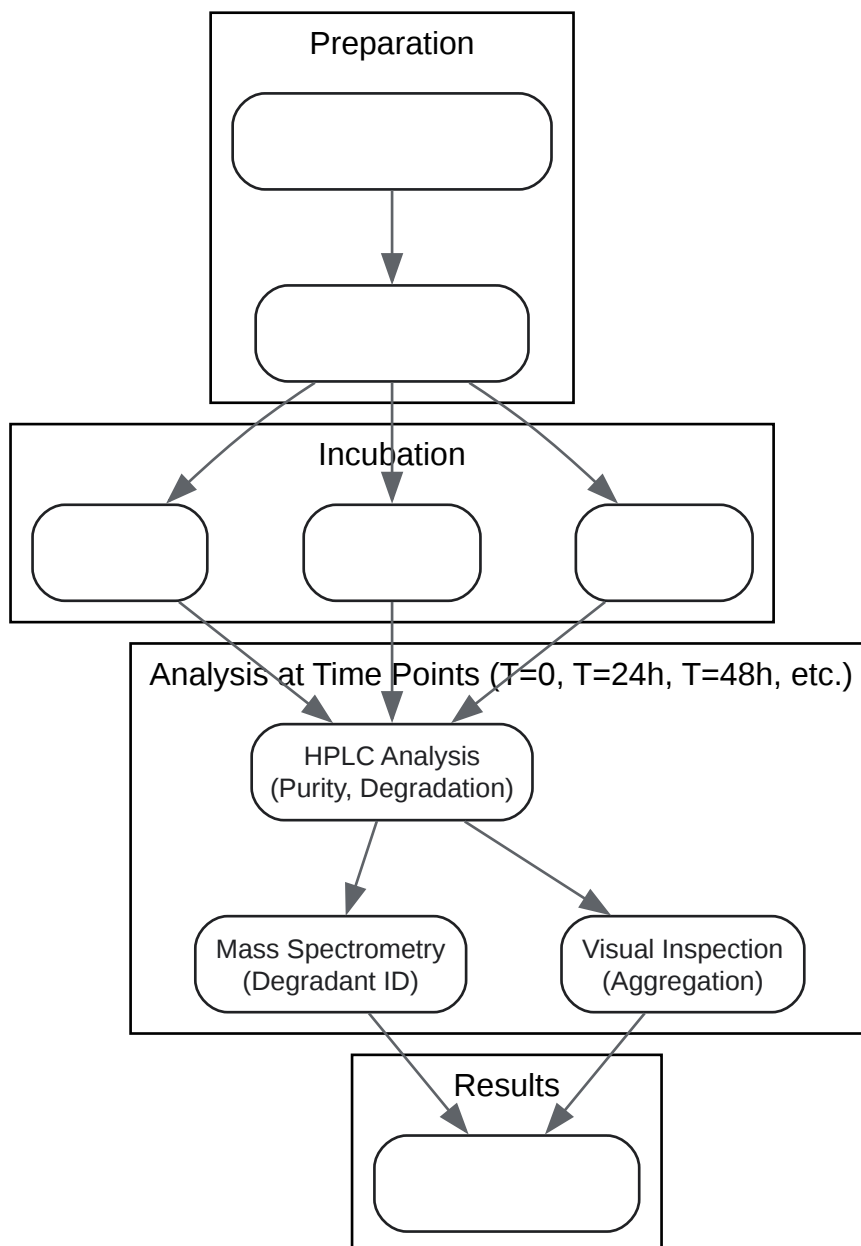 Preparation
Incubation
Analysis at Time Points (T=0, T=24h, T=48h, etc.)
HPLC Analysis
(Purity, Degradation)
Mass Spectrometry
(Degradant ID)
Visual Inspection
(Aggregation)
Results